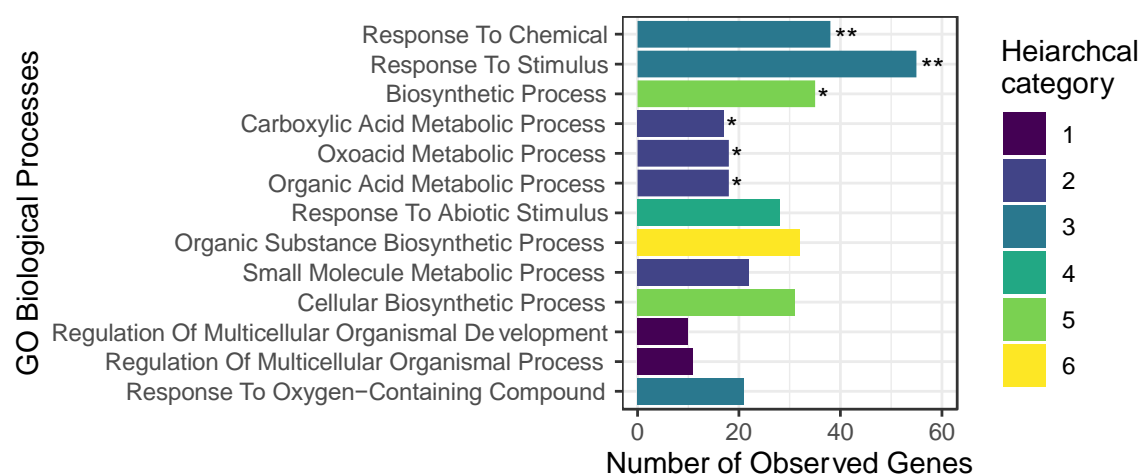 GO Biological Processes
Response To Chemical
**
Response To Stimulus
**
Biosynthetic Process
*
Carboxylic Acid Metabolic Process
*
Oxoacid Metabolic Process
*
Organic Acid Metabolic Process
*
Response To Abiotic Stimulus
Organic Substance Biosynthetic Process
Small Molecule Metabolic Process
Cellular Biosynthetic Process
Regulation Of Multicellular Organismal Development
Regulation Of Multicellular Organismal Process
Response To Oxygen−Containing Compound
0 20 40 60
Number of Observed Genes
Heiarchcal
category
1
2
3
4
5
6